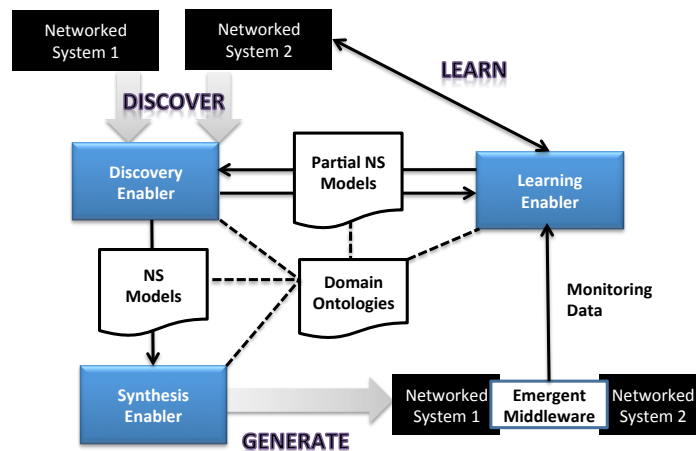 Networked
System 1
Networked
System 2
LEARN
DISCOVER
Discovery
Enabler
Partial NS
Models
Learning
Enabler
NS
Models
Domain
Ontologies
Monitoring
Data
Synthesis
Enabler
Networked
System 1
Emergent
Middleware
Networked
System 2
GENERATE